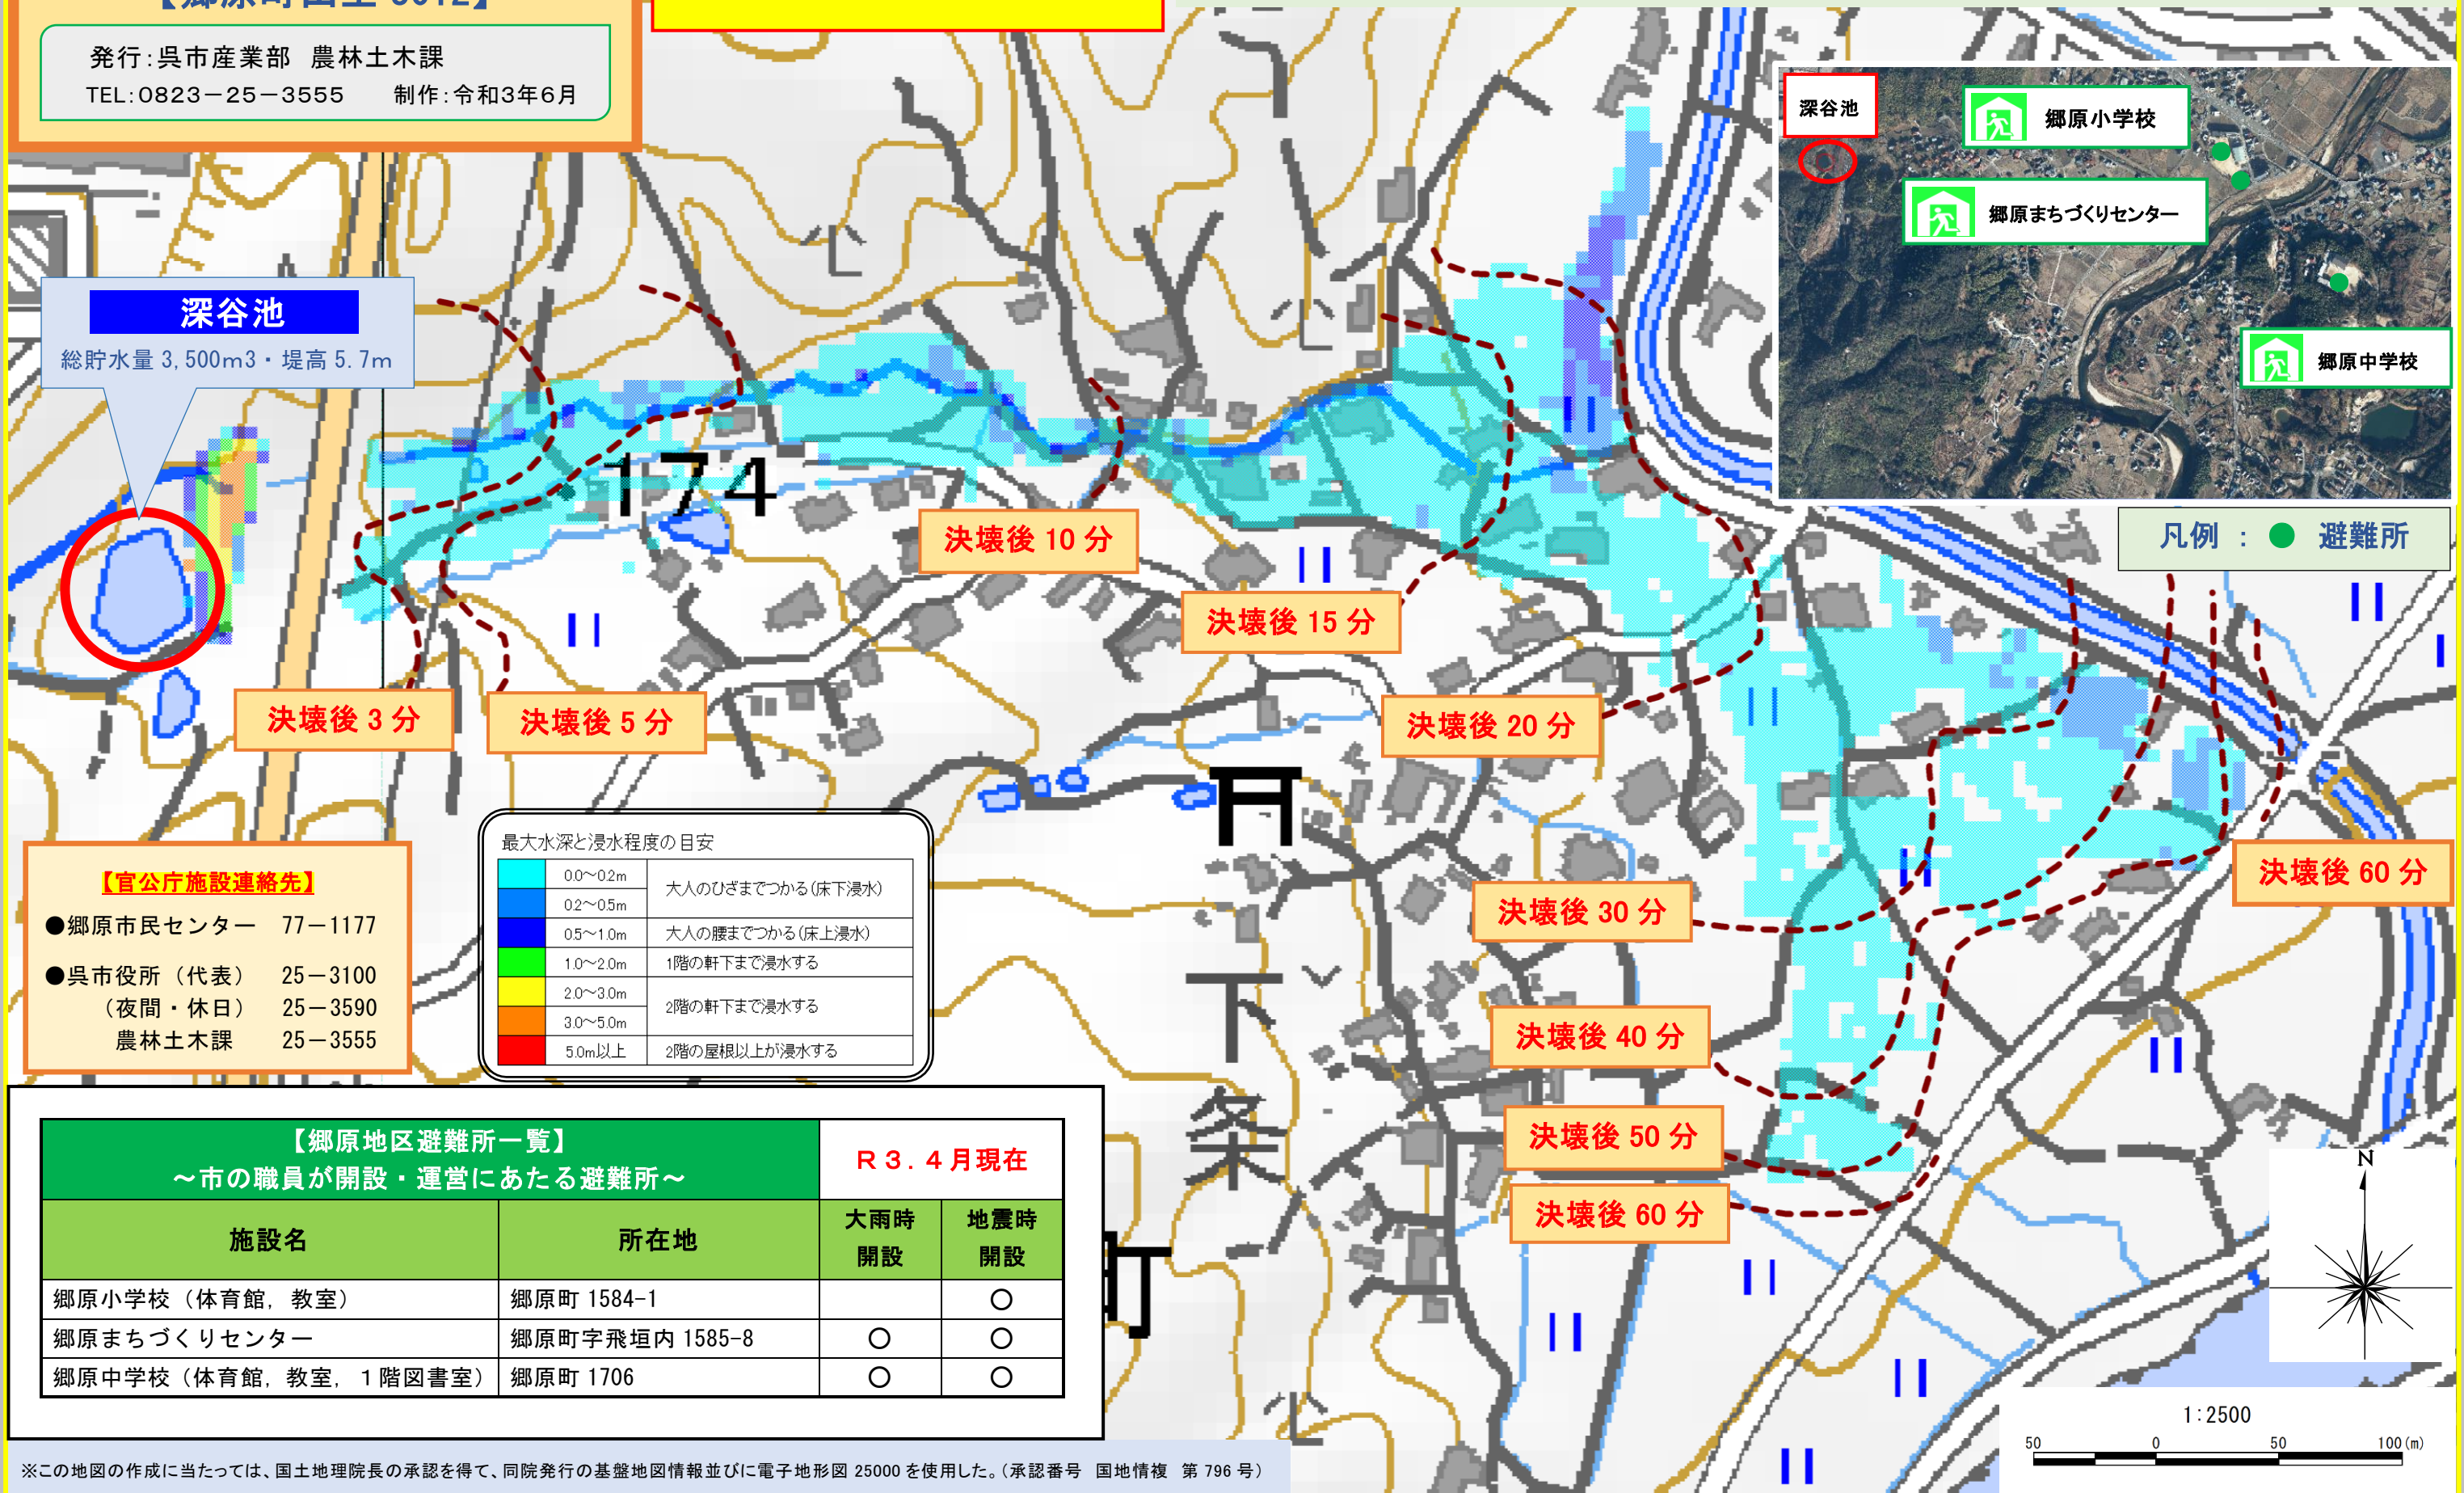 発行：呉市産業部 農林土木課
TEL：0823－25－3555 制作：令和3年6月
深谷池
総貯水量 3,500m3・堤高 5.7m
深谷池
郷原小学校
郷原まちづくりセンター
郷原中学校
凡例 ： ● 避難所
174
決壊後 3 分
決壊後 5 分
決壊後 10 分
決壊後 15 分
決壊後 20 分
決壊後 30 分
決壊後 40 分
決壊後 50 分
決壊後 60 分
決壊後 60 分
下
条
町
【官公庁施設連絡先】
●郷原市民センター 77－1177
●呉市役所（代表） 25－3100
（夜間・休日） 25－3590
農林土木課 25－3555
最大水深と浸水程度の目安
0.0～0.2m 大人のひざまでつかる(床下浸水)
0.2～0.5m
0.5～1.0m 大人の腰までつかる(床上浸水)
1.0～2.0m 1階の軒下まで浸水する
2.0～3.0m 2階の軒下まで浸水する
3.0～5.0m
5.0m以上 2階の屋根以上が浸水する
【郷原地区避難所一覧】
～市の職員が開設・運営にあたる避難所～
Ｒ３．４月現在
施設名 所在地 大雨時開設 地震時開設
郷原小学校（体育館，教室） 郷原町 1584-1 ○
郷原まちづくりセンター 郷原町字飛垣内 1585-8 ○ ○
郷原中学校（体育館，教室，１階図書室） 郷原町 1706 ○ ○
※この地図の作成に当たっては、国土地理院長の承認を得て、同院発行の基盤地図情報並びに電子地形図 25000 を使用した。（承認番号 国地情複 第 796 号）
N
1:2500
50 0 50 100(m)